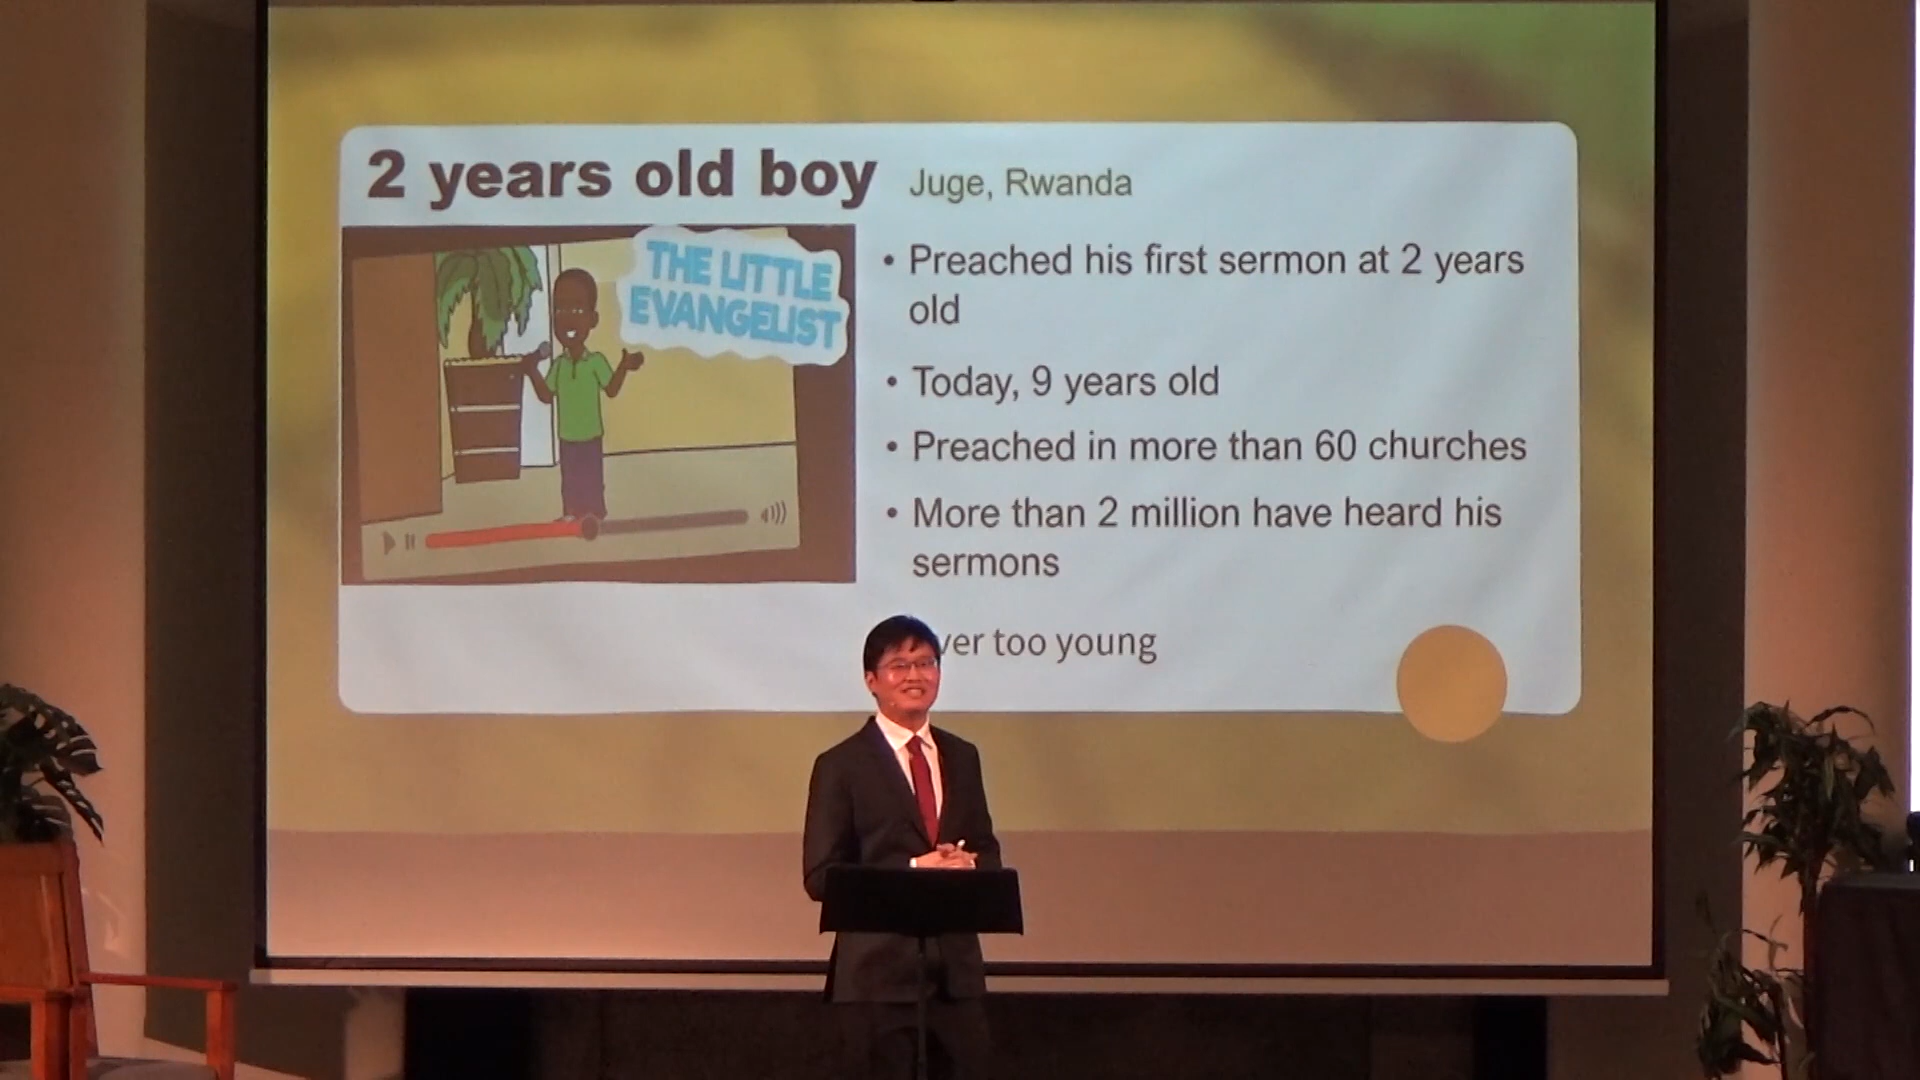 2 years old boy Juge, Rwanda
THE LITTLE
EVANGELIST
• Preached his first sermon at 2 years
old
• Today, 9 years old
• Preached in more than 60 churches
• More than 2 million have heard his
sermons
too young